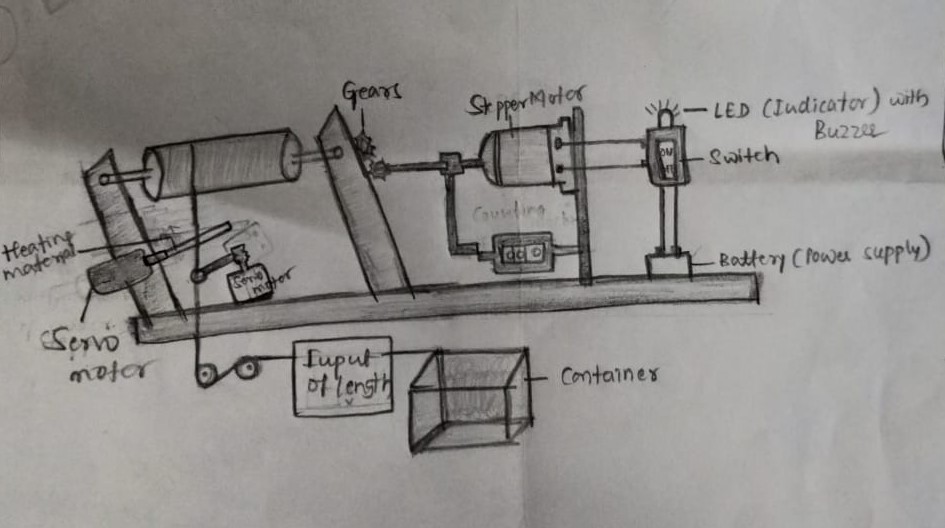 Gears
Stepper Motor
LED (Indicator) with
Buzzer
ON
Switch
Counting
000
Heating
material
Servo
motor
Battery (Power supply)
Servo
motor
Input
of length
Container